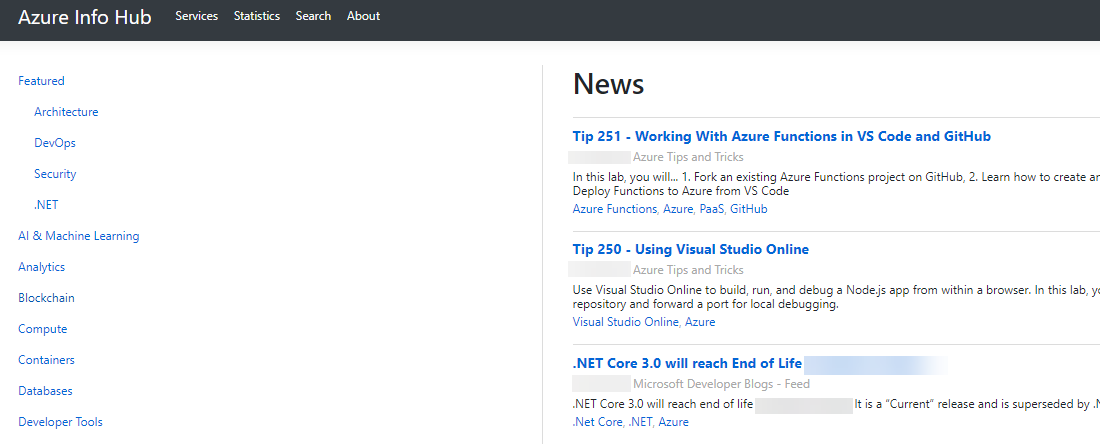 Azure Info Hub Services Statistics Search About
Featured
Architecture
DevOps
Security
.NET
AI & Machine Learning
Analytics
Blockchain
Compute
Containers
Databases
Developer Tools
News
Tip 251 - Working With Azure Functions in VS Code and GitHub
Azure Tips and Tricks
In this lab, you will... 1. Fork an existing Azure Functions project on GitHub, 2. Learn how to create an
Deploy Functions to Azure from VS Code
Azure Functions, Azure, PaaS, GitHub
Tip 250 - Using Visual Studio Online
Azure Tips and Tricks
Use Visual Studio Online to build, run, and debug a Node.js app from within a browser. In this lab,
repository and forward a port for local debugging.
Visual Studio Online, Azure
.NET Core 3.0 will reach End of Life
Microsoft Developer Blogs - Feed
.NET Core 3.0 will reach end of life It is a “Current” release and is superseded by
.Net Core, .NET, Azure